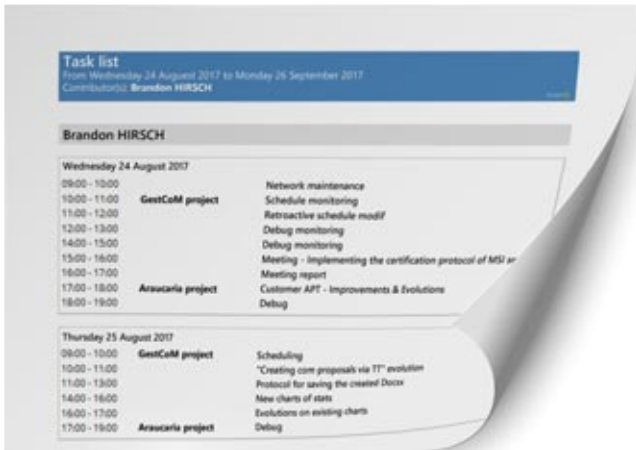 Task list
From Wednesday 24 August 2017 to Monday 26 September 2017
Contributor(s): Brandon HIRSCH
Brandon HIRSCH
Wednesday 24 August 2017
09:00 - 10:00 Network maintenance
10:00 - 11:00 GestCoM project Schedule monitoring
11:00 - 12:00 Retroactive schedule modif
12:00 - 13:00 Debug monitoring
14:00 - 15:00 Debug monitoring
15:00 - 16:00 Meeting - Implementing the certification protocol of MSI
16:00 - 17:00 Meeting report
17:00 - 18:00 Araucaria project Customer APT - Improvements & Evolutions
18:00 - 19:00 Debug
Thursday 25 August 2017
09:00 - 10:00 GestCoM project Scheduling
10:00 - 11:00 "Creating com proposals via TT" evolution
11:00 - 13:00 Protocol for saving the created Docxx
14:00 - 16:00 New charts of stats
16:00 - 17:00 Evolutions on existing charts
17:00 - 19:00 Araucaria project Debug